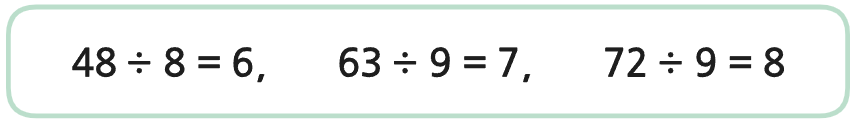 48 ÷ 8 = 6, 63 ÷ 9 = 7, 72 ÷ 9 = 8